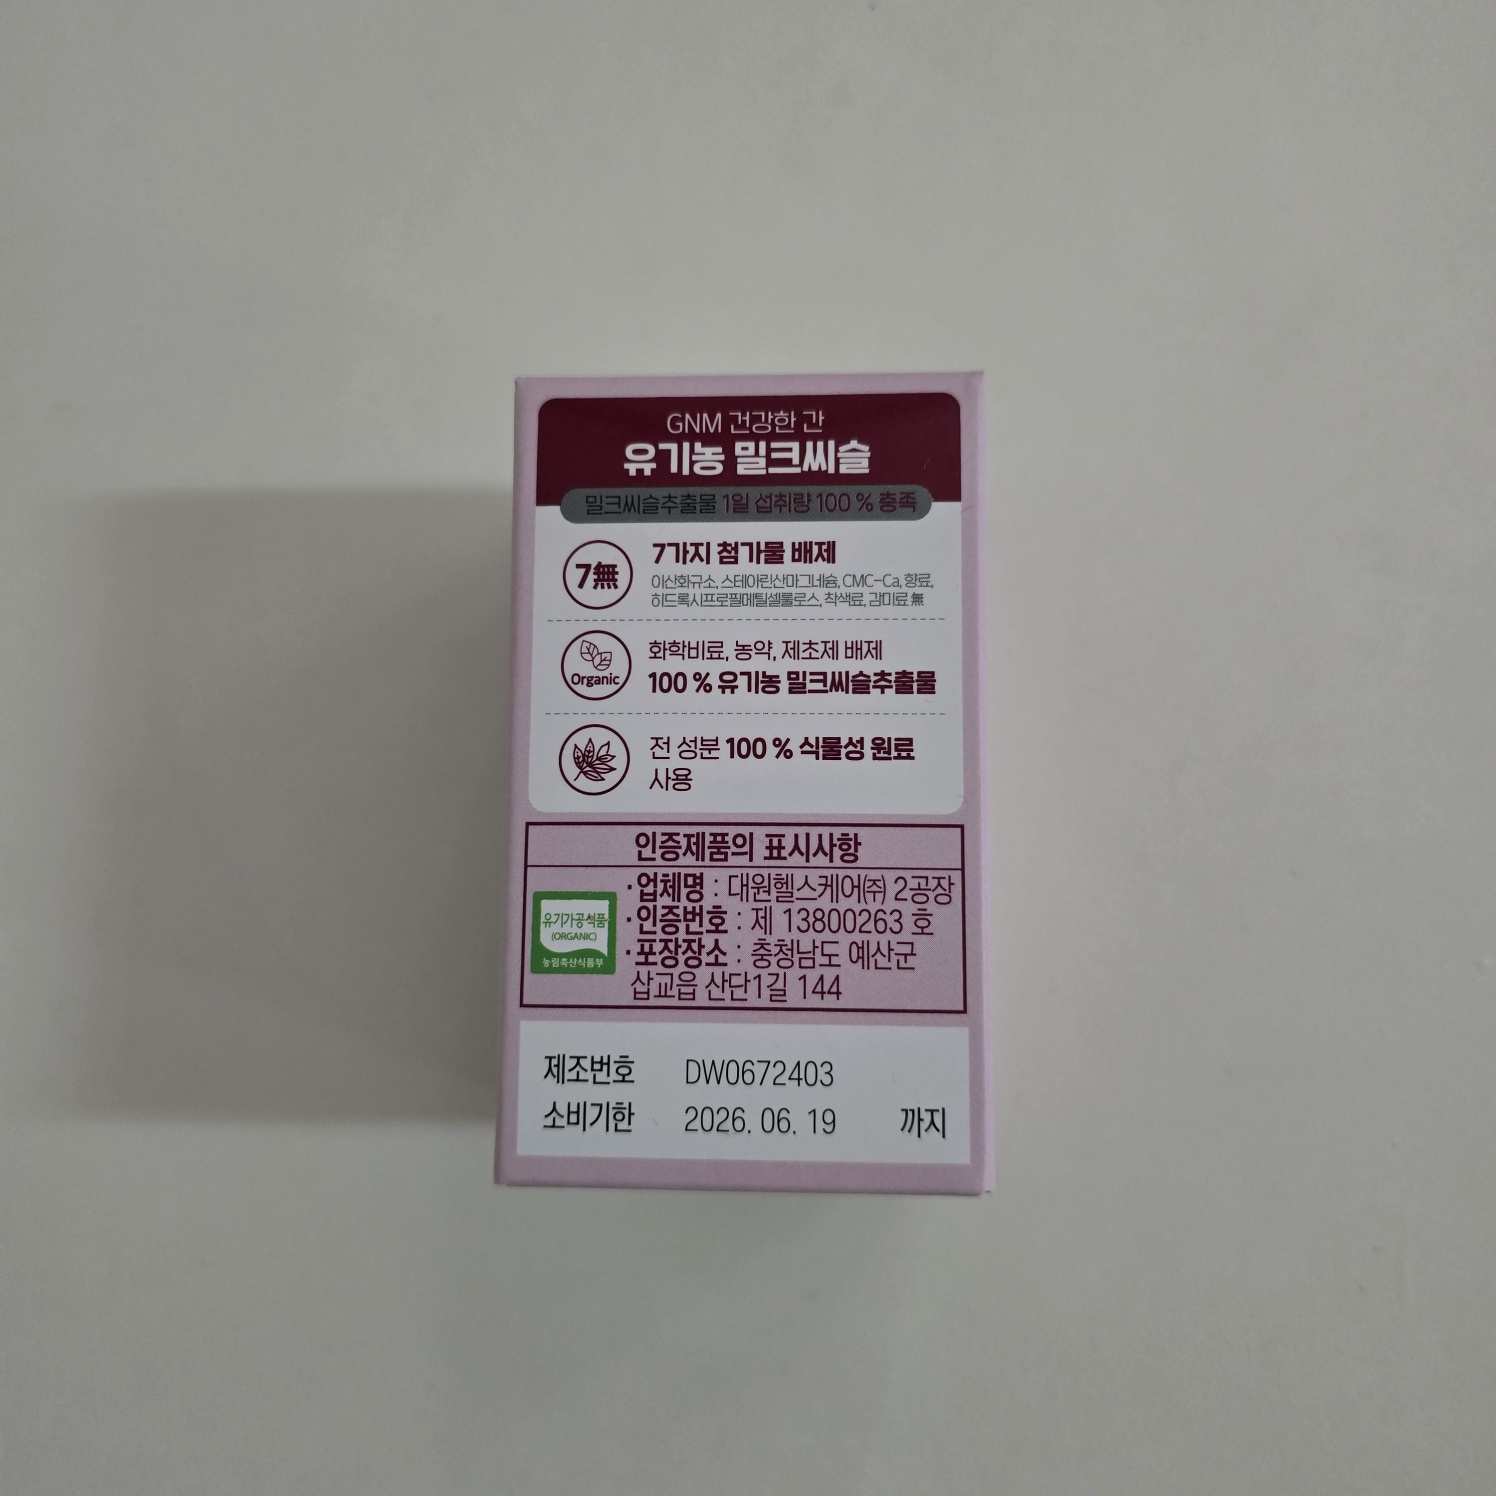 GNM 건강한 간
유기농 밀크씨슬
밀크씨슬추출물 1일 섭취량 100 % 충족
7無
7가지 첨가물 배제
이산화규소, 스테아린산마그네슘, CMC-Ca, 향료,
히드록시프로필메틸셀룰로스, 착색료, 감미료 無
Organic
화학비료, 농약, 제초제 배제
100 % 유기농 밀크씨슬추출물
전 성분 100 % 식물성 원료
사용
인증제품의 표시사항
유기가공식품
(ORGANIC)
농림축산식품부
·업체명 : 대원헬스케어㈜ 2공장
·인증번호 : 제 13800263 호
·포장장소 : 충청남도 예산군
삽교읍 산단1길 144
제조번호 DW0672403
소비기한 2026. 06. 19 까지